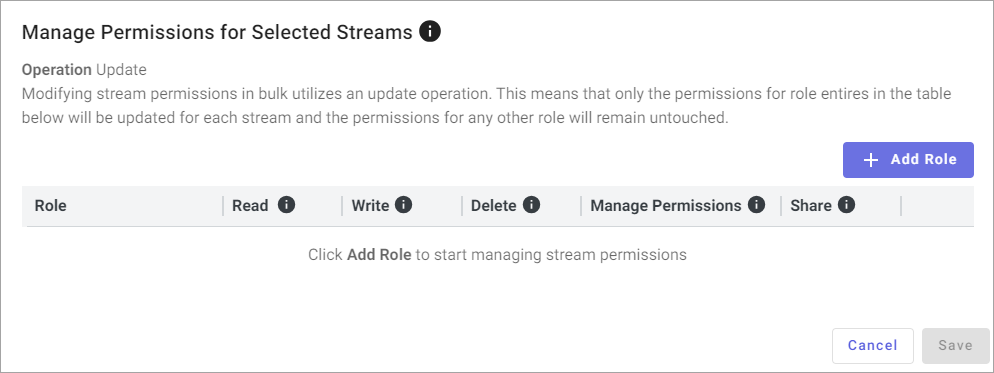 Manage Permissions for Selected Streams
Operation Update
Modifying stream permissions in bulk utilizes an update operation. This means that only the permissions for role entires in the table
below will be updated for each stream and the permissions for any other role will remain untouched.
+ Add Role
Role Read Write Delete Manage Permissions Share
Click Add Role to start managing stream permissions
Cancel Save